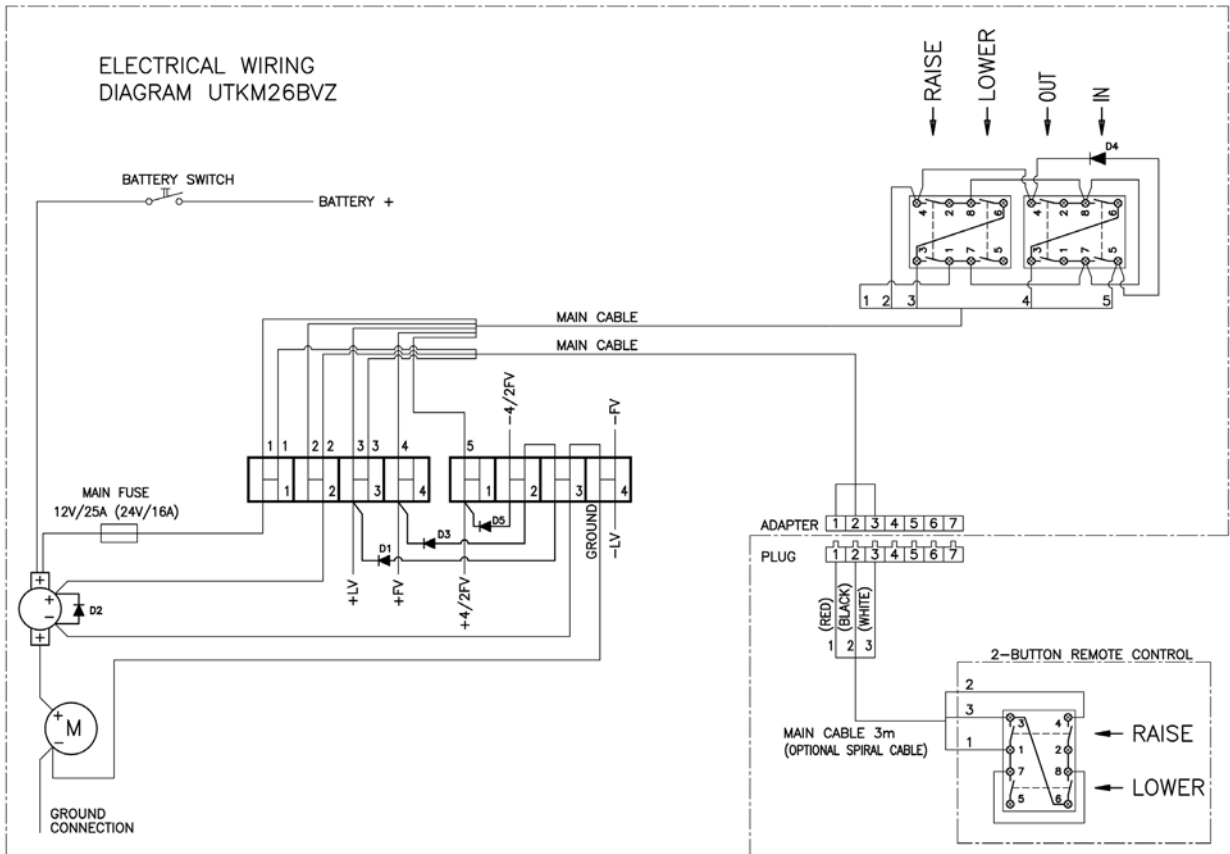 ELECTRICAL WIRING
DIAGRAM UTKM26BVZ
RAISE
LOWER
OUT
IN
D4
BATTERY SWITCH
BATTERY +
4 2 8 6
3 1 7 5
4 2 8 6
3 1 7 5
1 2 3 4 5
MAIN CABLE
MAIN CABLE
-4/2FV
-FV
1 1 2 2 3 3 4 5
1 2 3 4 1 2 3 4
MAIN FUSE
12V/25A (24V/16A)
D5
D3
D1
GROUND
-LV
+LV
+FV
+4/2FV
ADAPTER 1 2 3 4 5 6 7
PLUG 1 2 3 4 5 6 7
+
+
-
D2
+
(RED)
(BLACK)
(WHITE)
1 2 3
2-BUTTON REMOTE CONTROL
2
3
1
3 4
1 2
7 8
5 6
RAISE
LOWER
MAIN CABLE 3m
(OPTIONAL SPIRAL CABLE)
+
M
-
GROUND
CONNECTION